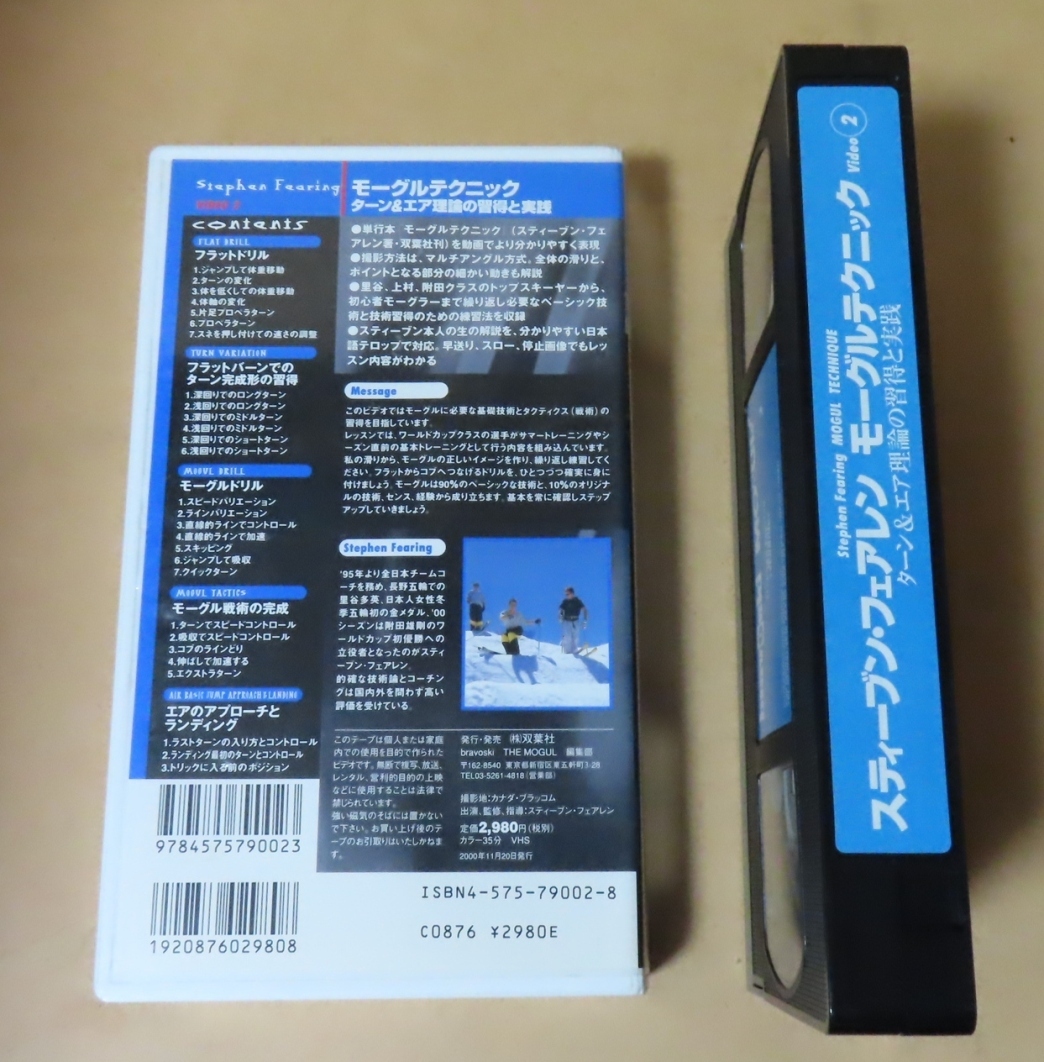 Stephen Fearing
モーグルテクニック
ターン&エア理論の習得と実践
contents
FLAT DRILL
フラットドリル
1.ジャンプして体重移動
2.ターンの変化
3.体を低くしての体重移動
4.体軸の変化
5.片足プロペラターン
6.プロペラターン
7.スネを押し付けての速さの調整
TURN VARIATION
フラットバーンでの
ターン完成形の習得
1.深回りでのロングターン
2.浅回りでのロングターン
3.深回りでのミドルターン
4.浅回りでのミドルターン
5.深回りでのショートターン
6.浅回りでのショートターン
MOGUL DRILL
モーグルドリル
1.スピードバリエーション
2.ラインバリエーション
3.直線的ラインでコントロール
4.直線的ラインで加速
5.スキッピング
6.ジャンプして吸収
7.クイックターン
MOGUL TACTICS
モーグル戦術の完成
1.ターンでスピードコントロール
2.吸収でスピードコントロール
3.コブのラインどり
4.伸ばして加速する
5.エクストラターン
AIR BASIC JUMP APPROACH & LANDING
エアのアプローチと
ランディング
1.ラストターンの入り方とコントロール
2.ランディング最初のターンとコントロール
3.トリックに入る前のポジション
●単行本 モーグルテクニック (スティーブン・フェ
アレン著・双葉社刊)を動画でより分かりやすく表現
●撮影方法は、マルチアングル方式。全体の滑りと、
ポイントとなる部分の細かい動きも解説
●里谷、上村、附田クラスのトップスキーヤーから、
初心者モーグラーまで繰り返し必要なベーシック技
術と技術習得のための練習法を収録
●スティーブン本人の生の解説を、分かりやすい日本
語テロップで対応。早送り、スロー、停止画像でもレッ
スン内容がわかる
Message
このビデオではモーグルに必要な基礎技術とタクティクス(戦術)の
習得を目指しています。
レッスンでは、ワールドカップクラスの選手がサマートレーニングやシ
ーズン直前の基本トレーニングとして行う内容を組み込んでいます。
私の滑りから、モーグルの正しいイメージを作り、繰り返し練習してく
ださい。フラットからコブへつなげるドリルを、ひとつづつ確実に身に
付けましょう。モーグルは90%のベーシックな技術と、10%のオリジナ
ルの技術、センス、経験から成り立ちます。基本を常に確認しステップ
アップしていきましょう。
Stephen Fearing
'95年より全日本チームコ
ーチを務め、長野五輪での
里谷多英、日本人女性冬
季五輪初の金メダル、'00
シーズンは附田雄剛のワ
ールドカップ初優勝への
立役者となったのがスティ
ーブン・フェアレン。
的確な技術論とコーチン
グは国内外を問わず高い
評価を受けている。
このテープは個人または家庭
内での使用を目的で作られた
ビデオです。無断で複写、放送、
レンタル、営利的目的の上映
などに使用することは法律で
禁じられています。
強い磁気のそばには置かない
で下さい。お買い上げ後のテ
ープのお引取りはいたしかねま
す。
発行・発売 (株)双葉社
bravoski THE MOGUL 編集部
〒162-8540 東京都新宿区東五軒町3-28
TEL03-5261-4818(営業部)
撮影地:カナダ・ブラッコム
出演、監修、指導:スティーブン・フェアレン
定価2,980円(税別)
カラー35分 VHS
2000年11月20日発行
9784575790023
1920876029808
ISBN4-575-79002-8
C0876 ¥2980E
Stephen Fearing MOGUL TECHNIQUE
スティーブン・フェアレン モーグルテクニック Video 2
ターン&エア理論の習得と実践